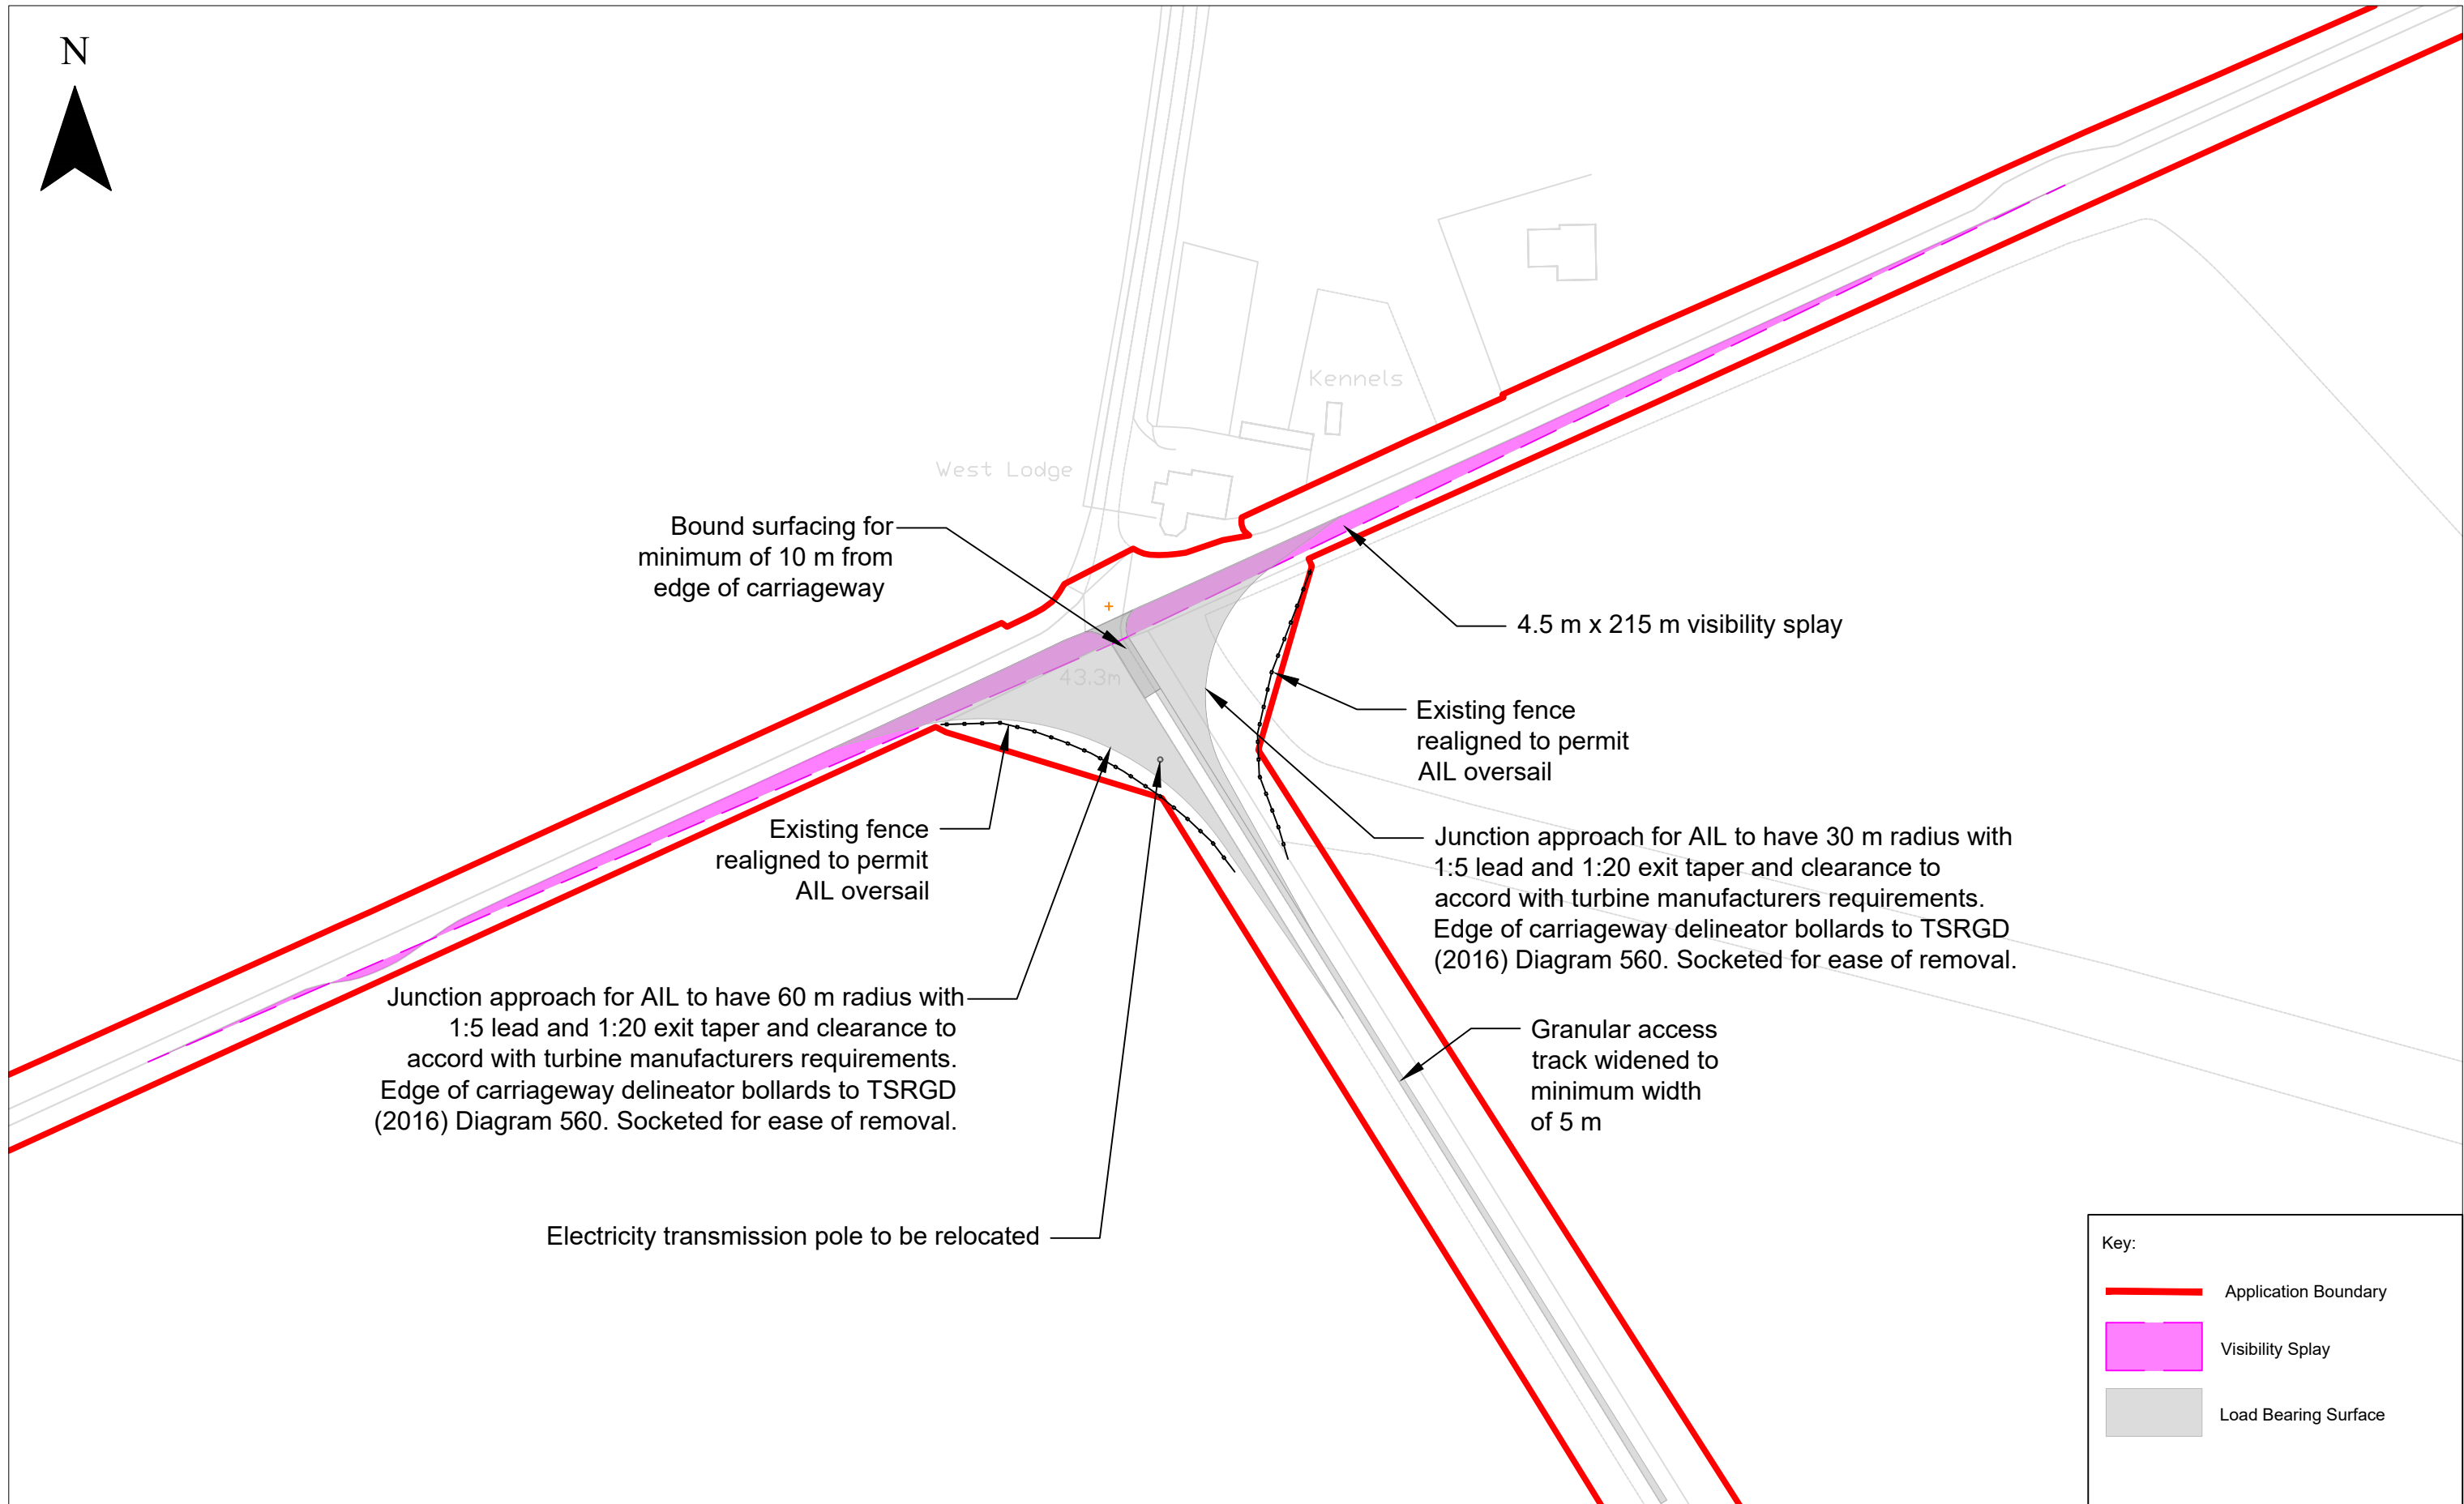 N
Kennels
West Lodge
Bound surfacing for
minimum of 10 m from
edge of carriageway
4.5 m x 215 m visibility splay
43.3m
Existing fence
realigned to permit
AIL oversail
Existing fence
realigned to permit
AIL oversail
Junction approach for AIL to have 30 m radius with
1:5 lead and 1:20 exit taper and clearance to
accord with turbine manufacturers requirements.
Edge of carriageway delineator bollards to TSRGD
(2016) Diagram 560. Socketed for ease of removal.
Junction approach for AIL to have 60 m radius with
1:5 lead and 1:20 exit taper and clearance to
accord with turbine manufacturers requirements.
Edge of carriageway delineator bollards to TSRGD
(2016) Diagram 560. Socketed for ease of removal.
Granular access
track widened to
minimum width
of 5 m
Electricity transmission pole to be relocated
Key:
Application Boundary
Visibility Splay
Load Bearing Surface